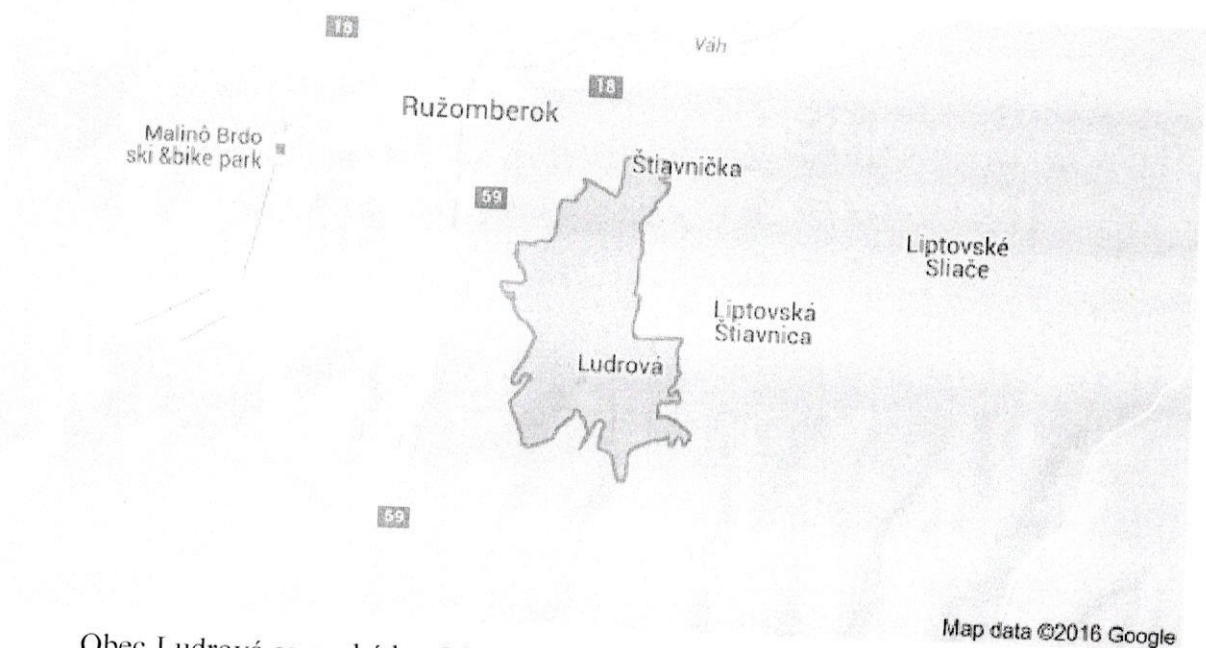 18
Váh
18
Ružomberok
Malinô Brdo
ski &bike park
Štiavnička
59
Liptovské
Sliače
Liptovská
Štiavnica
Ludrová
59
Map data ©2016 Google
Obec Ludrová sa